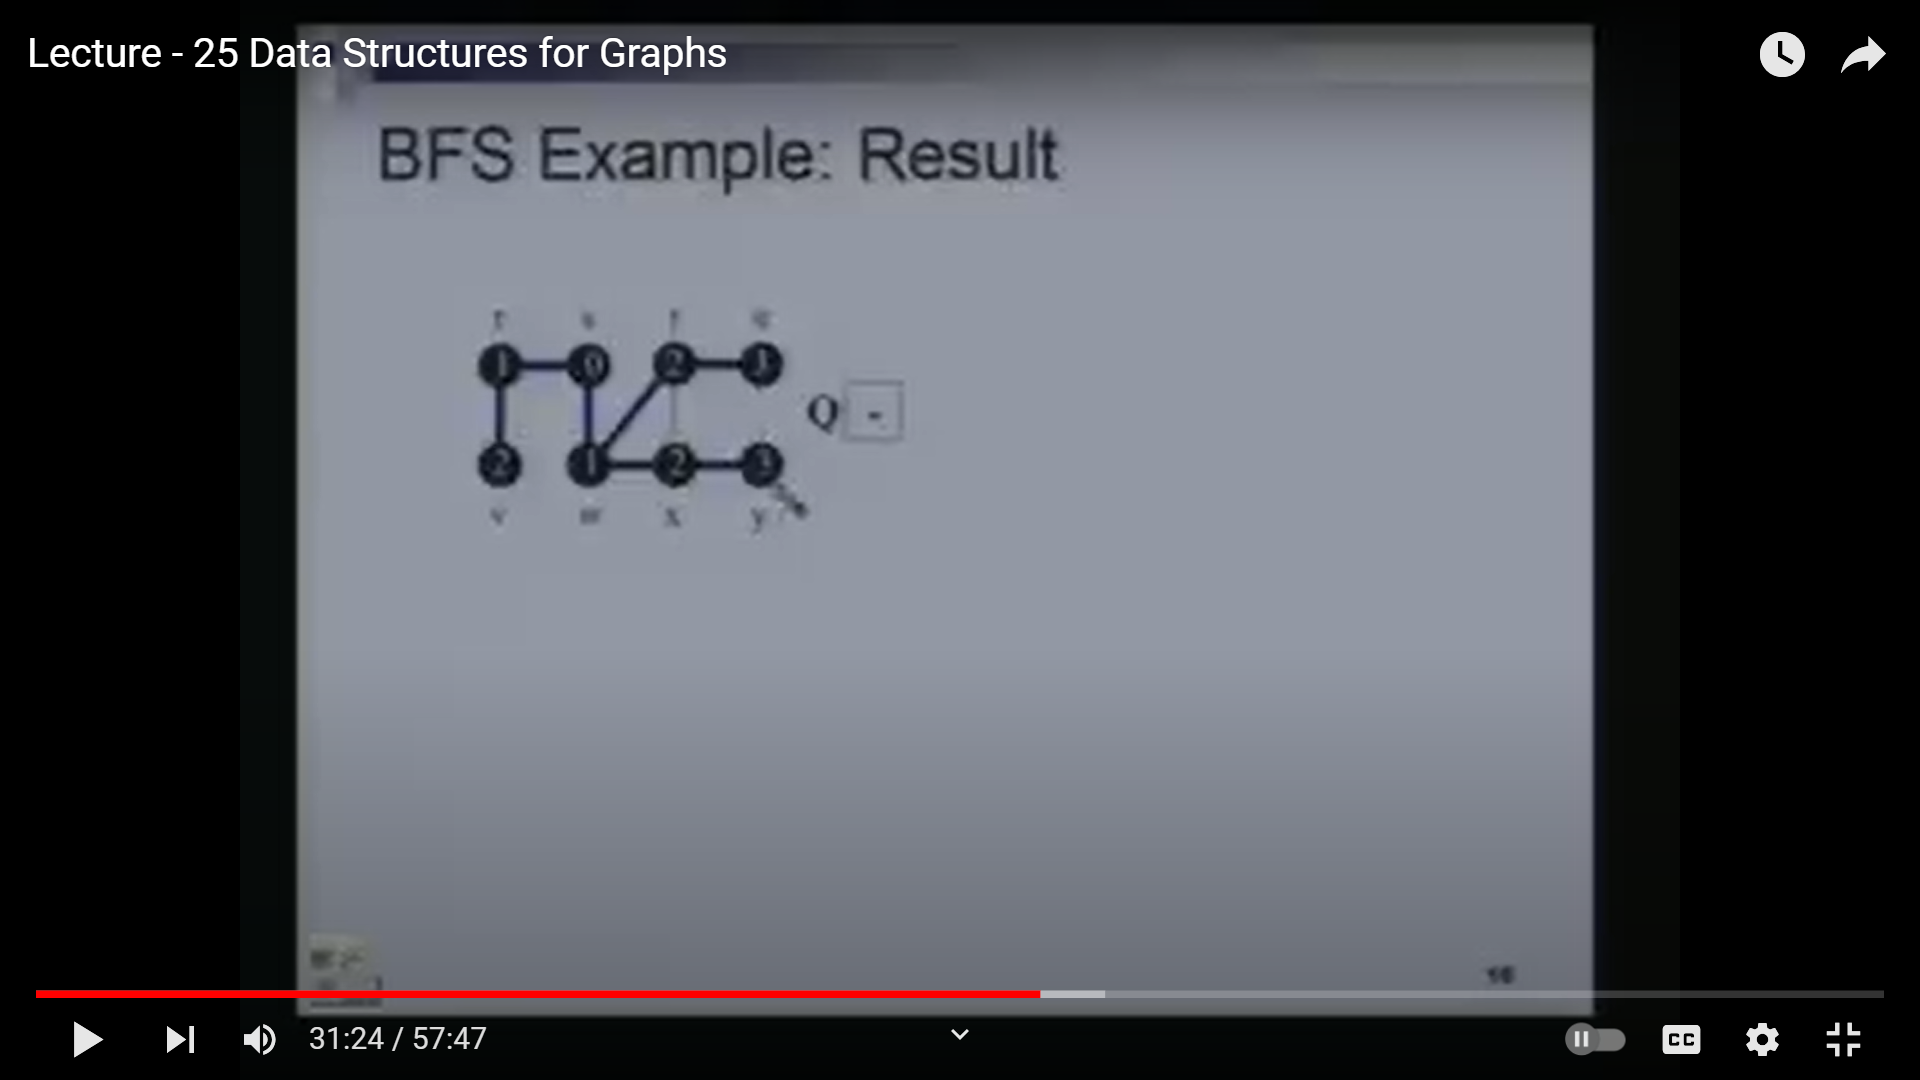 Lecture - 25 Data Structures for Graphs
BFS Example: Result
r s t
1 0 2
Q -
2 1 2 3
v w x y
16
31:24 / 57:47
CC